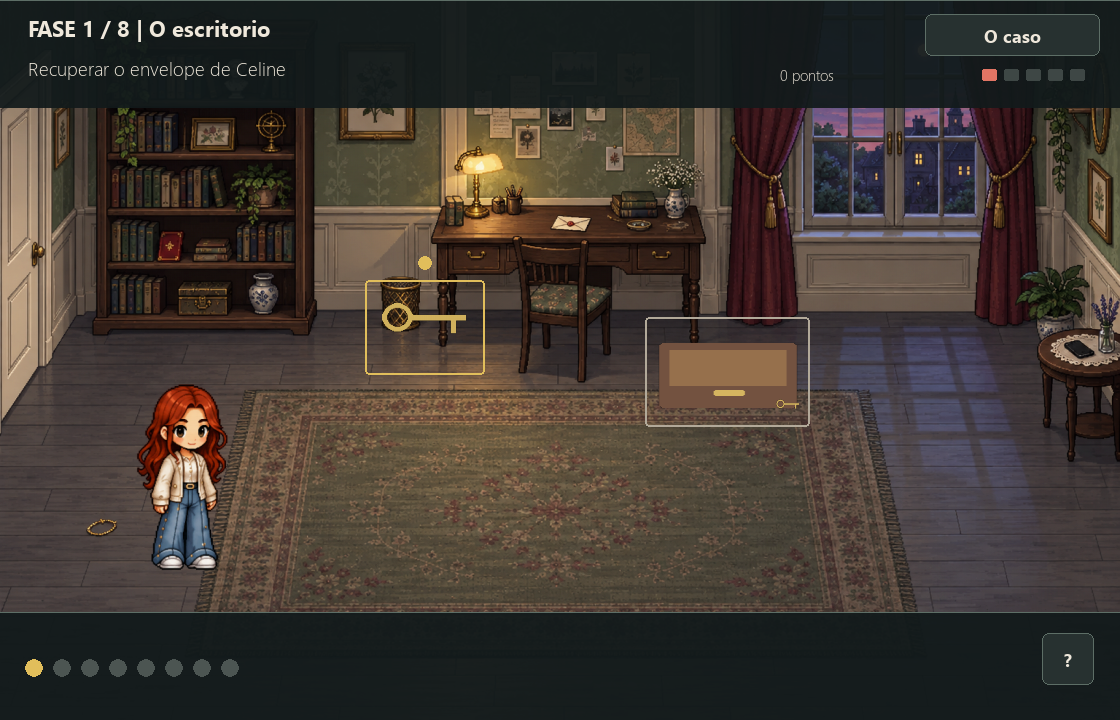 FASE 1 / 8 | O escritorio
Recuperar o envelope de Celine
0 pontos
O caso
?